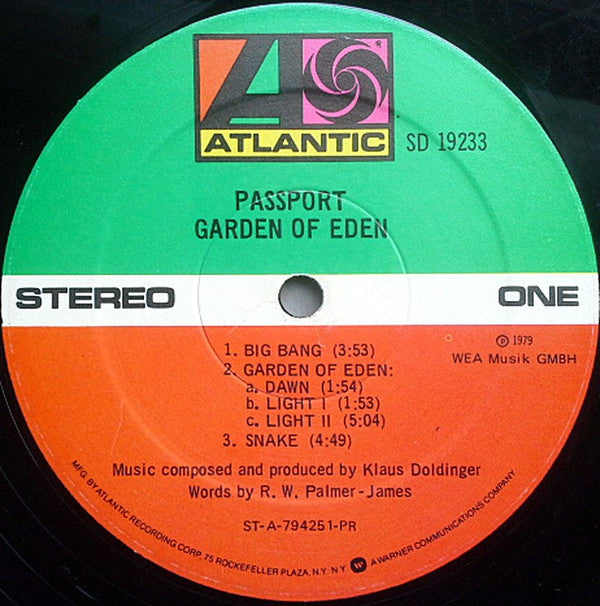 ATLANTIC
SD 19233
PASSPORT
GARDEN OF EDEN
STEREO
ONE
℗ 1979
WEA Musik GMBH
1. BIG BANG (3:53)
2. GARDEN OF EDEN:
a. DAWN (1:54)
b. LIGHT I (1:53)
c. LIGHT II (5:04)
3. SNAKE (4:49)
Music composed and produced by Klaus Doldinger
Words by R. W. Palmer-James
ST-A-794251-PR
MFG. BY ATLANTIC RECORDING CORP. 75 ROCKEFELLER PLAZA, N.Y. N.Y. A WARNER COMMUNICATIONS COMPANY